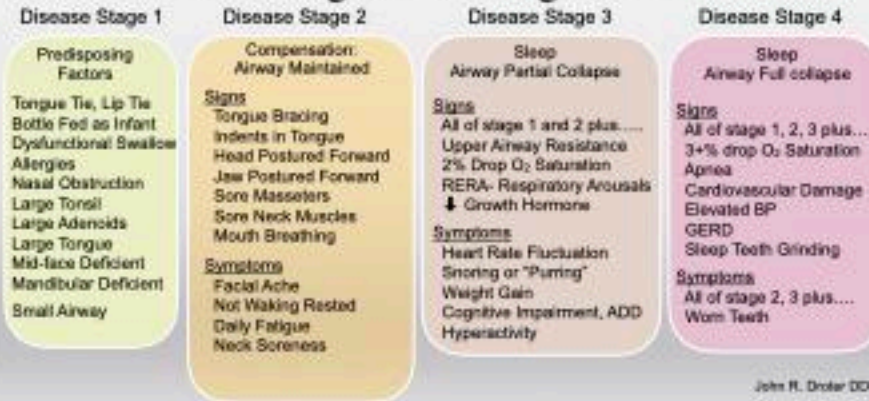 Disease Stage 1
Predisposing
Factors
Tongue Tie, Lip Tie
Bottle Fed as Infant
Dysfunctional Swallow
Allergies
Nasal Obstruction
Large Tonsil
Large Adenoids
Large Tongue
Mid-face Deficient
Mandibular Deficient
Small Airway
Disease Stage 2
Compensation:
Airway Maintained
Signs
Tongue Bracing
Indents in Tongue
Head Postured Forward
Jaw Postured Forward
Sore Masseters
Sore Neck Muscles
Mouth Breathing
Symptoms
Facial Ache
Not Waking Rested
Daily Fatigue
Neck Soreness
Disease Stage 3
Sleep
Airway Partial Collapse
Signs
All of stage 1 and 2 plus.....
Upper Airway Resistance
2% Drop O₂ Saturation
RERA- Respiratory Arousals
⬇ Growth Hormone
Symptoms
Heart Rate Fluctuation
Snoring or "Purring"
Weight Gain
Cognitive Impairment, ADD
Hyperactivity
Disease Stage 4
Sleep
Airway Full collapse
Signs
All of stage 1, 2, 3 plus...
3+% drop O₂ Saturation
Apnea
Cardiovascular Damage
Elevated BP
GERD
Sleep Teeth Grinding
Symptoms
All of stage 2, 3 plus....
Worn Teeth
John R. Droter DD